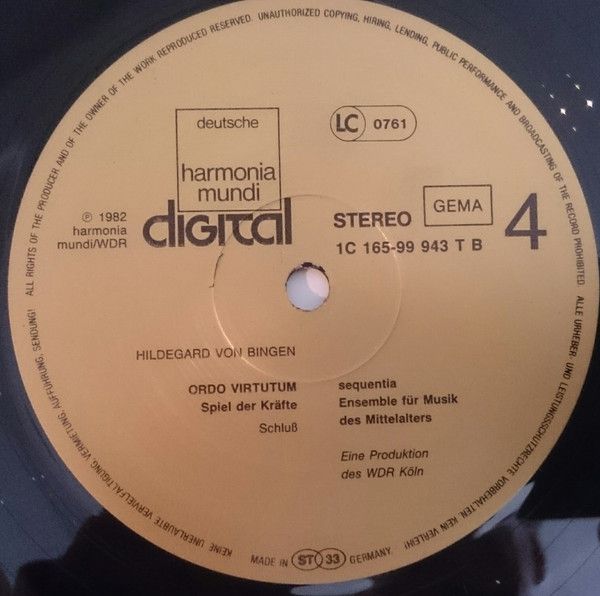 ALL RIGHTS OF THE PRODUCER AND OF THE OWNER OF THE WORK REPRODUCED RESERVED. UNAUTHORIZED COPYING, HIRING, LENDING, PUBLIC PERFORMANCE AND BROADCASTING OF THE RECORD PROHIBITED.
ALLE URHEBER- UND LEISTUNGSSCHUTZRECHTE VORBEHALTEN. KEIN VERLEIH!
KEINE UNERLAUBTE VERVIELFÄLTIGUNG, VERMIETUNG, AUFFÜHRUNG, SENDUNG!
deutsche
harmonia
mundi
digital
LC 0761
℗ 1982
harmonia
mundi/WDR
STEREO
GEMA
4
1C 165-99 943 T B
HILDEGARD VON BINGEN
ORDO VIRTUTUM
Spiel der Kräfte
Schluß
sequentia
Ensemble für Musik
des Mittelalters
Eine Produktion
des WDR Köln
MADE IN ST 33 GERMANY.